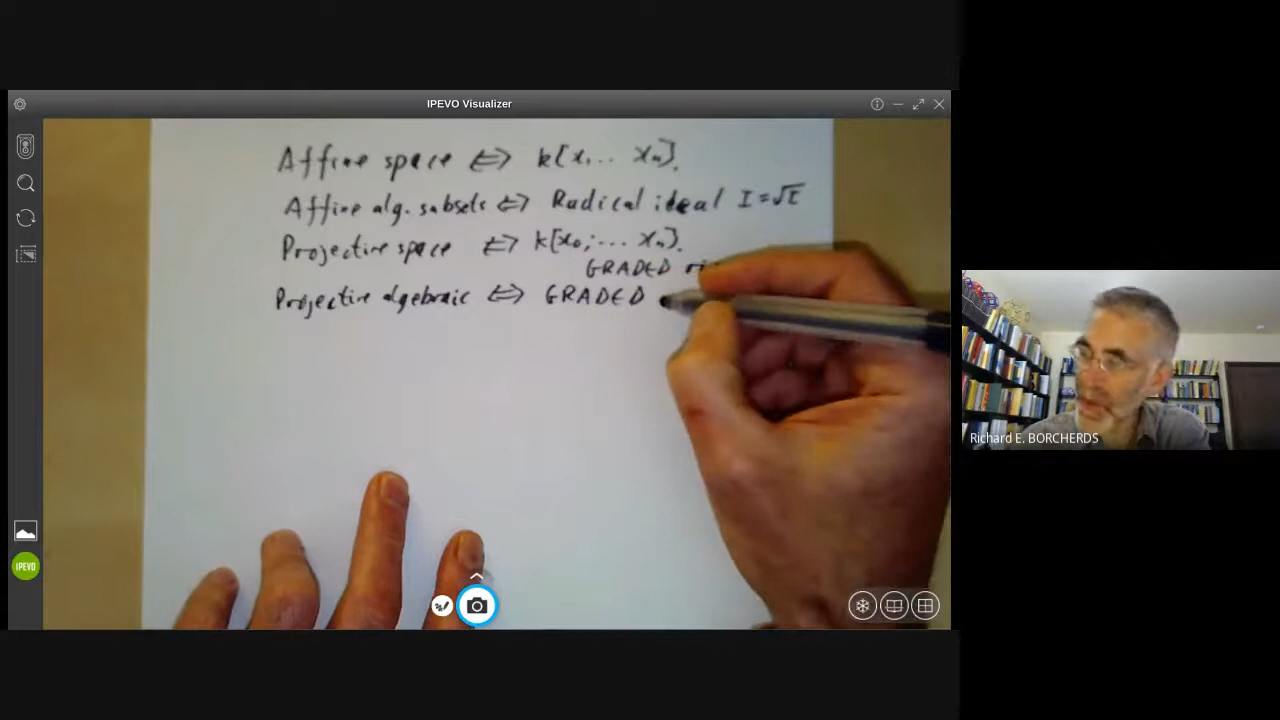 IPEVO Visualizer
Affine space ⇔ k[x₁... xₙ].
Affine alg. subsets ⇔ Radical ideal I=√I
Projective space ⇔ k[x₀,... xₙ].
GRADED
Projective algebraic ⇔ GRADED
Richard E. BORCHERDS
IPEVO